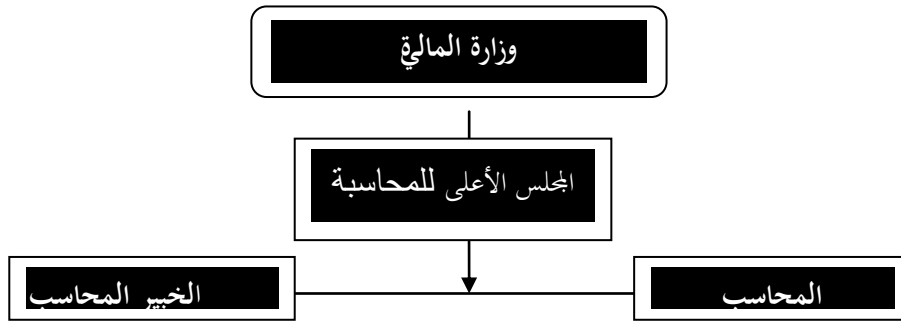 وزارة المالية
المجلس الأعلى للمحاسبة
المحاسب
الخبير المحاسب